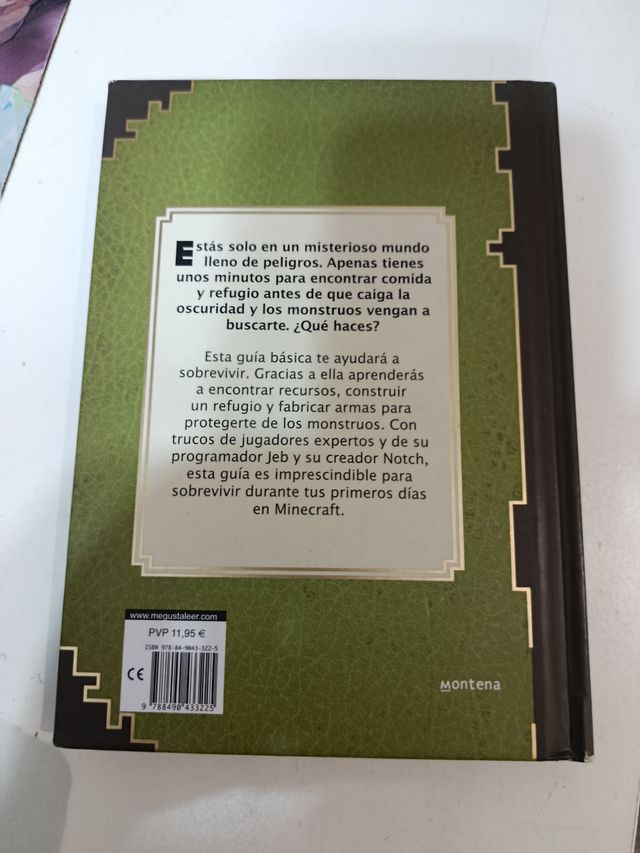 Estás solo en un misterioso mundo
lleno de peligros. Apenas tienes
unos minutos para encontrar comida
y refugio antes de que caiga la
oscuridad y los monstruos vengan a
buscarte. ¿Qué haces?
Esta guía básica te ayudará a
sobrevivir. Gracias a ella aprenderás
a encontrar recursos, construir
un refugio y fabricar armas para
protegerte de los monstruos. Con
trucos de jugadores expertos y de su
programador Jeb y su creador Notch,
esta guía es imprescindible para
sobrevivir durante tus primeros días
en Minecraft.
www.megustaleer.com
PVP 11,95 €
ISBN 978-84-9043-322-5
CE
9 788490 433225
Montena